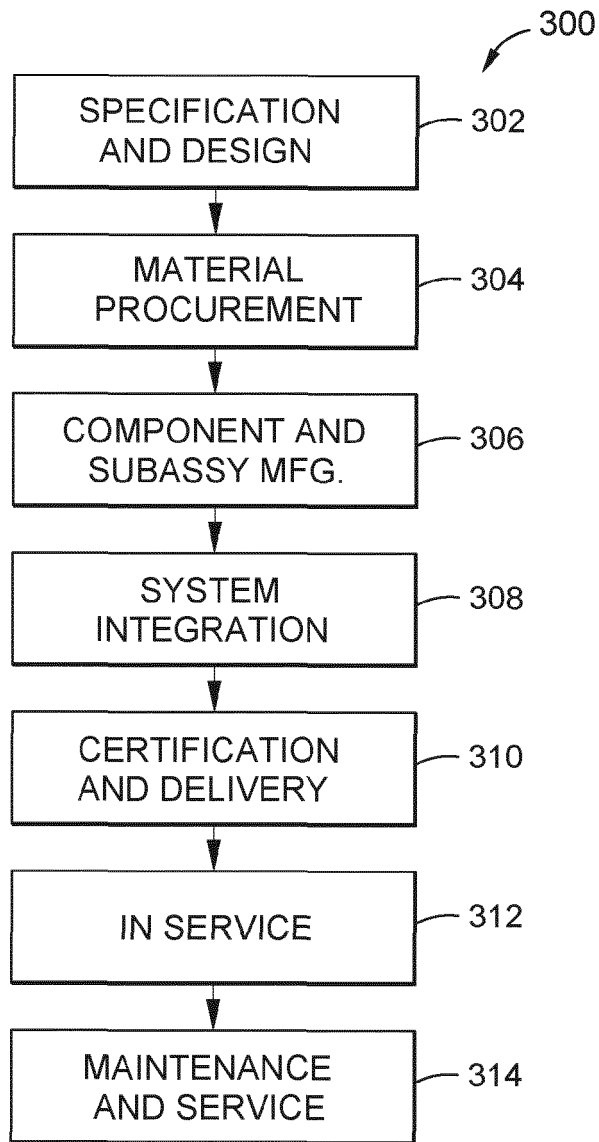 300
SPECIFICATION
AND DESIGN
302
MATERIAL
PROCUREMENT
304
COMPONENT AND
SUBASSY MFG.
306
SYSTEM
INTEGRATION
308
CERTIFICATION
AND DELIVERY
310
IN SERVICE
312
MAINTENANCE
AND SERVICE
314